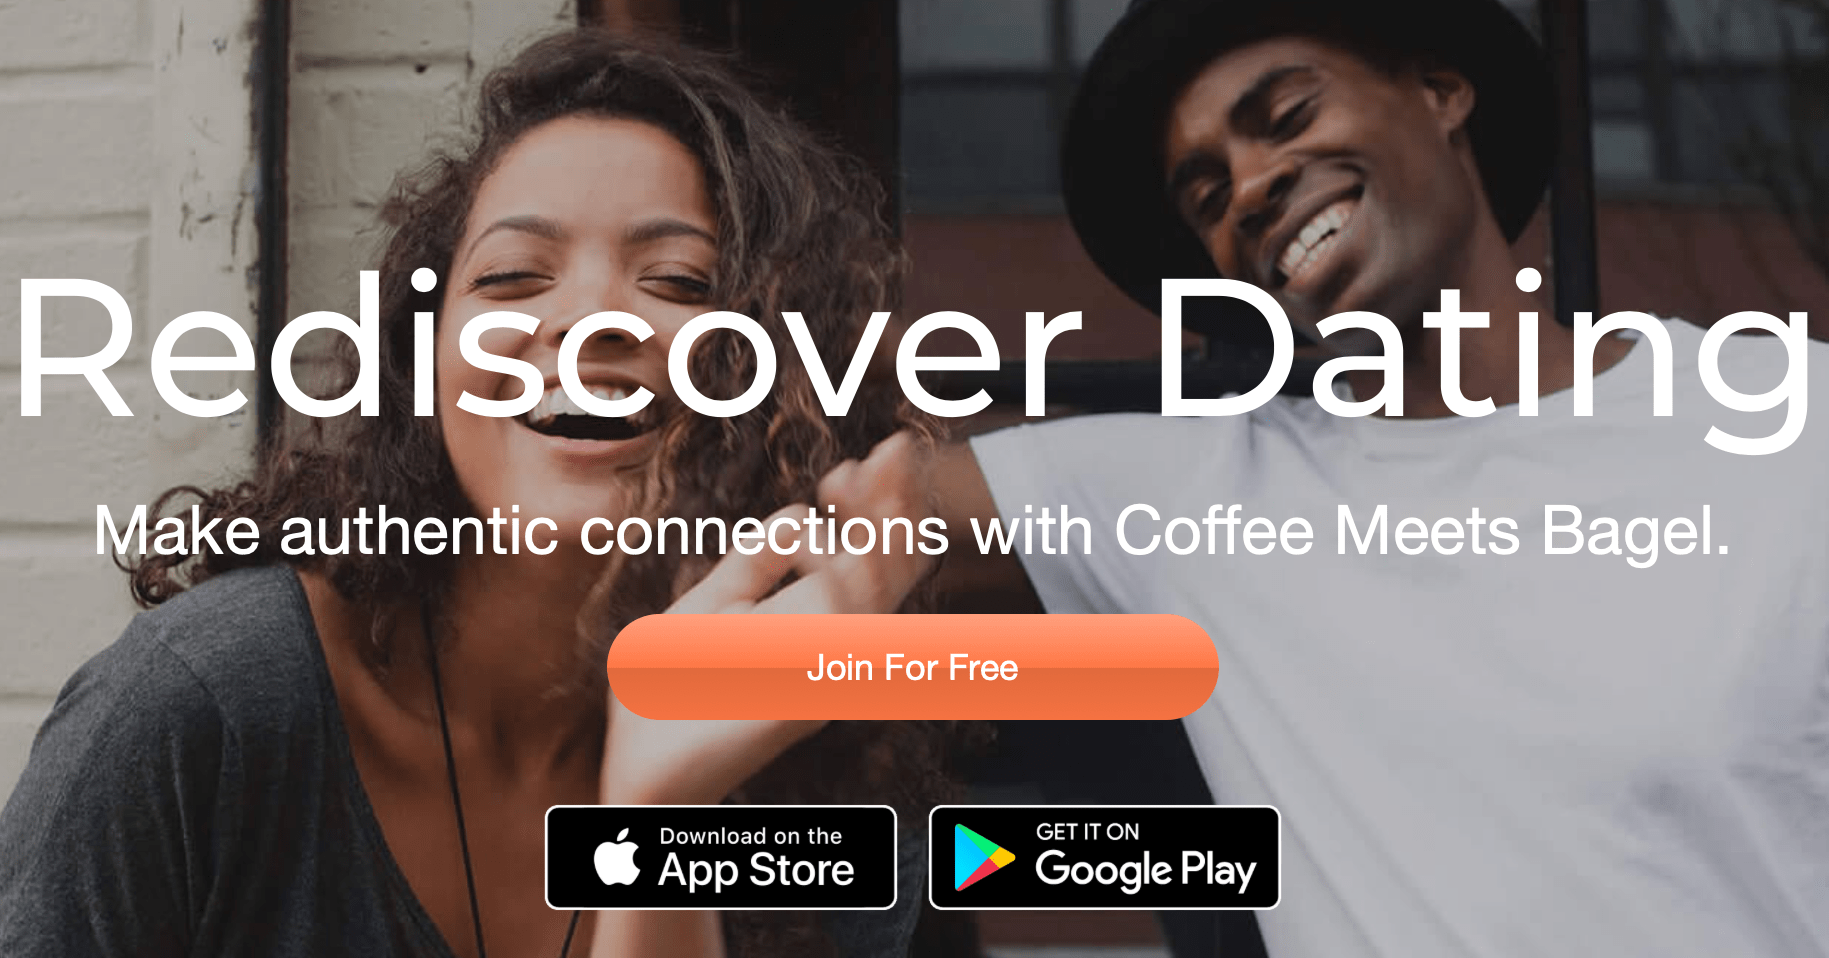 Rediscover Dating
Make authentic connections with Coffee Meets Bagel.
Join For Free
Download on the
App Store
GET IT ON
Google Play